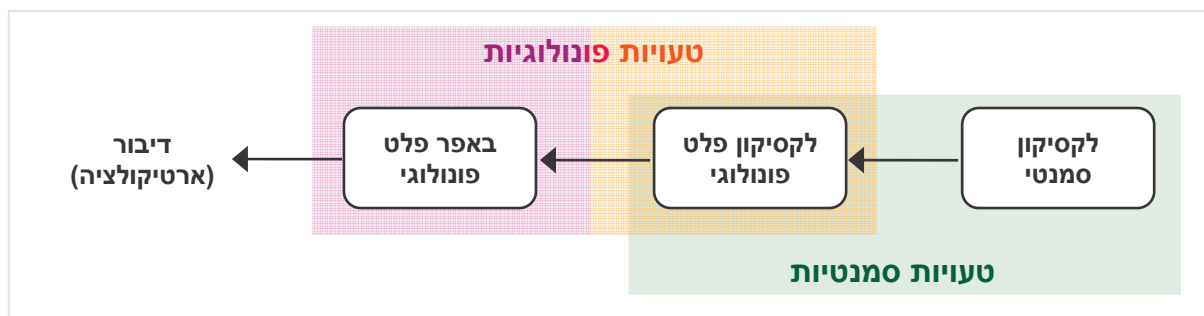 טעויות פונולוגיות
לקסיקון
סמנטי
לקסיקון פלט
פונולוגי
באפר פלט
פונולוגי
דיבור
(ארטיקולציה)
טעויות סמנטיות